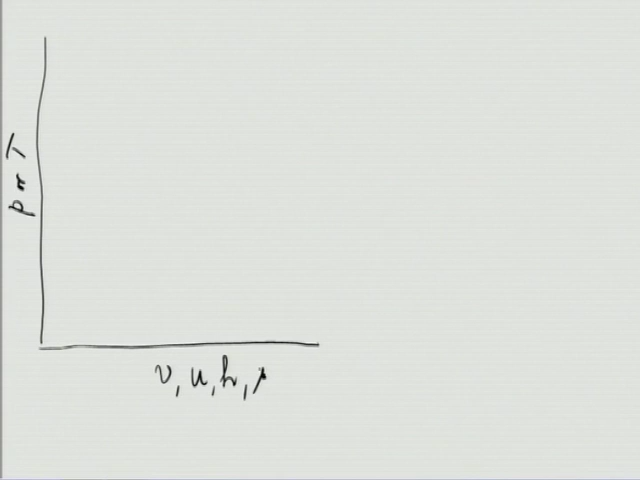 p or T
v, u, h, s